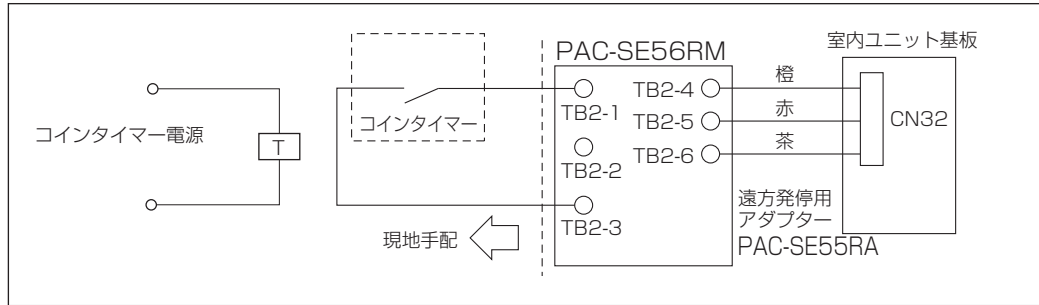 コインタイマー電源
T
コインタイマー
現地手配
PAC-SE56RM
TB2-1
TB2-2
TB2-3
TB2-4
TB2-5
TB2-6
橙
赤
茶
室内ユニット基板
CN32
遠方発停用
アダプター
PAC-SE55RA